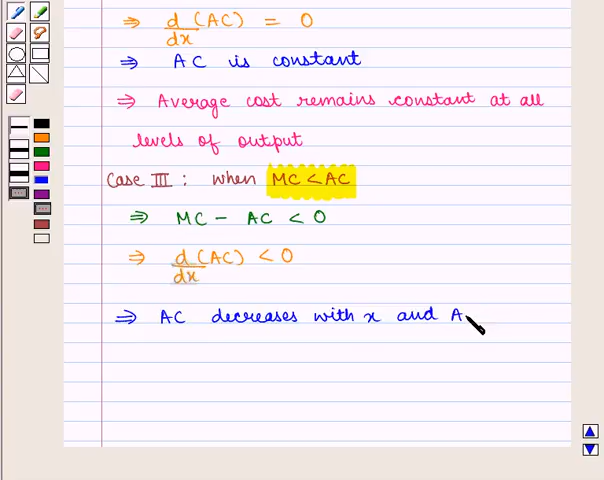 ⇒ d/dx (AC) = 0
⇒ AC is constant
⇒ Average cost remains constant at all
levels of output
Case III : when MC < AC
⇒ MC - AC < 0
⇒ d/dx (AC) < 0
⇒ AC decreases with x and A